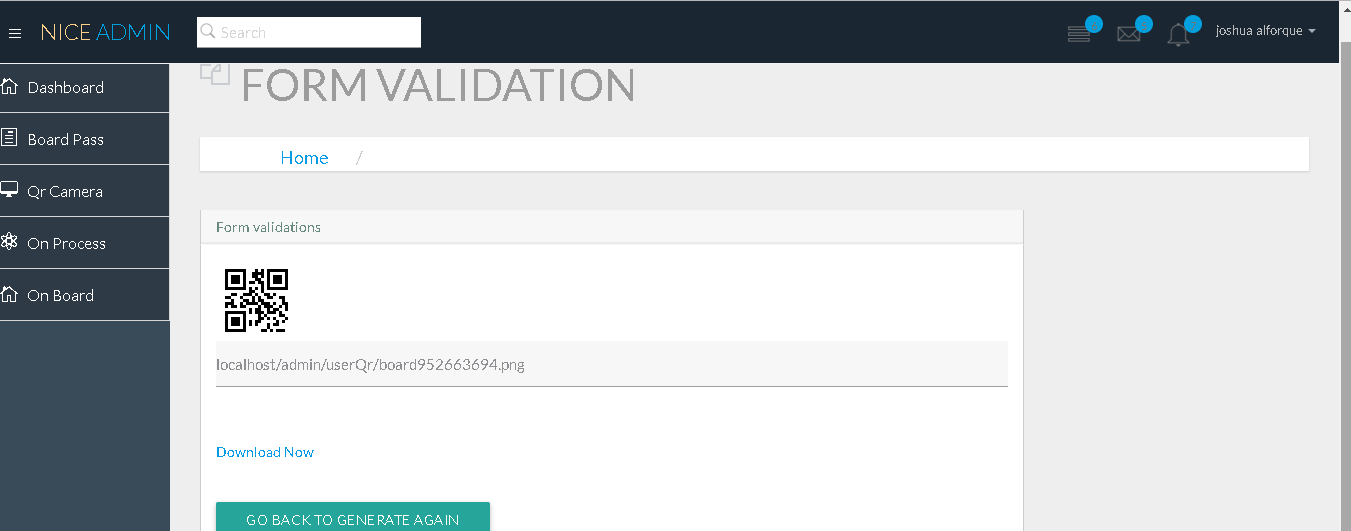 NICE ADMIN
Search
joshua alforque
Dashboard
Board Pass
Qr Camera
On Process
On Board
FORM VALIDATION
Home /
Form validations
localhost/admin/userQr/board952663694.png
Download Now
GO BACK TO GENERATE AGAIN